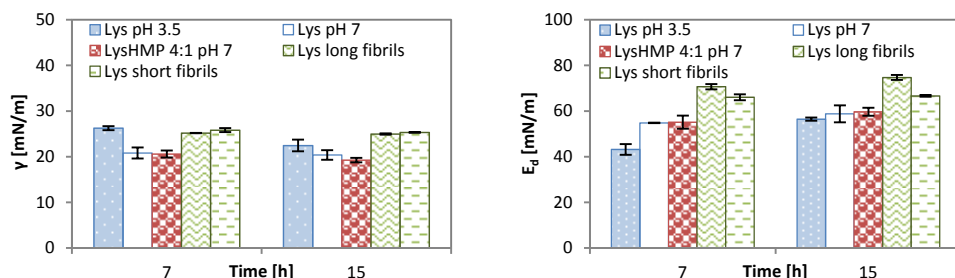 50
40
30
20
10
0
γ [mN/m]
Lys pH 3.5
Lys pH 7
LysHMP 4:1 pH 7
Lys long fibrils
Lys short fibrils
7
Time [h]
15
100
80
60
40
20
0
E_d [mN/m]
Lys pH 3.5
Lys pH 7
LysHMP 4:1 pH 7
Lys long fibrils
Lys short fibrils
7
Time [h]
15